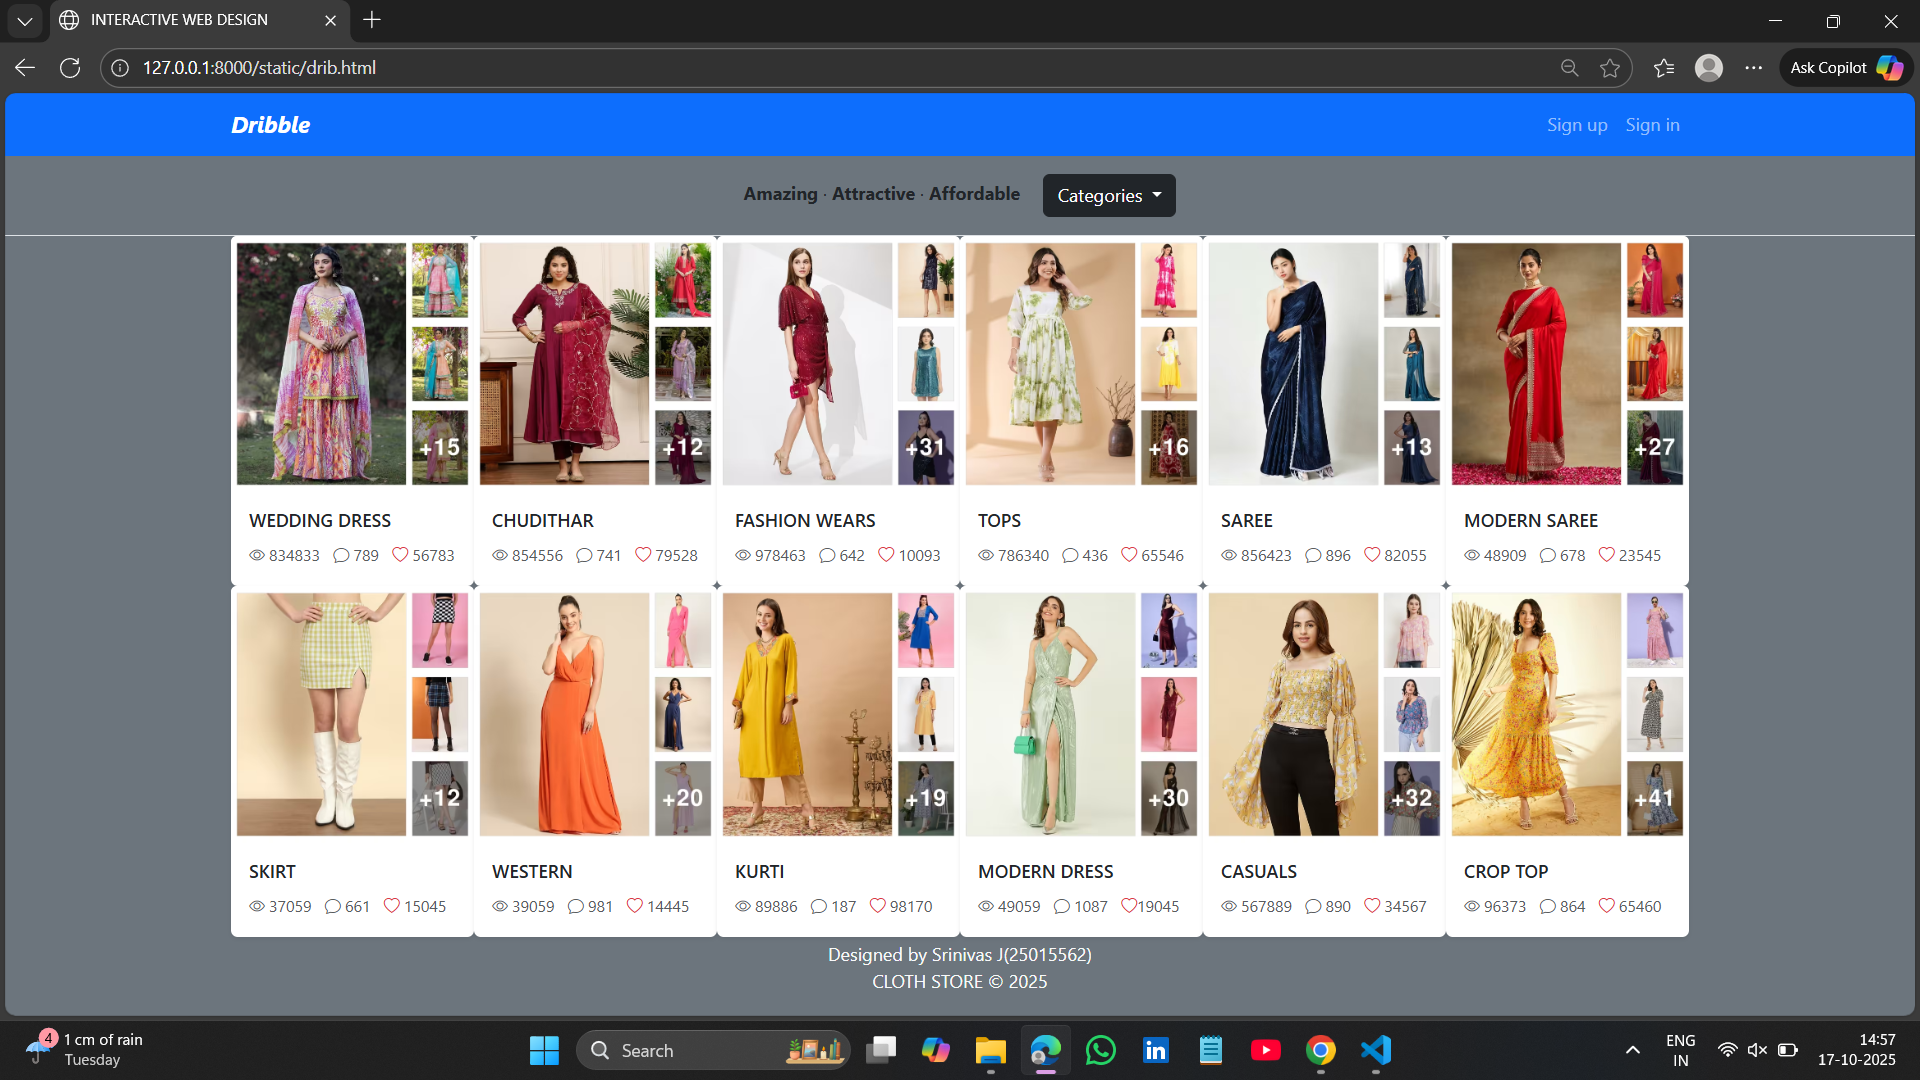 INTERACTIVE WEB DESIGN
127.0.0.1:8000/static/drib.html
Ask Copilot
Dribble
Sign up Sign in
Amazing · Attractive · Affordable Categories
+15 +12 +31 +16 +13 +27
WEDDING DRESS CHUDITHAR FASHION WEARS TOPS SAREE MODERN SAREE
834833 789 56783 854556 741 79528 978463 642 10093 786340 436 65546 856423 896 82055 48909 678 23545
+12 +20 +19 +30 +32 +41
SKIRT WESTERN KURTI MODERN DRESS CASUALS CROP TOP
37059 661 15045 39059 981 14445 89886 187 98170 49059 1087 19045 567889 890 34567 96373 864 65460
Designed by Srinivas J(25015562)
CLOTH STORE © 2025
4 1 cm of rain
Tuesday
Search
ENG
IN
14:57
17-10-2025